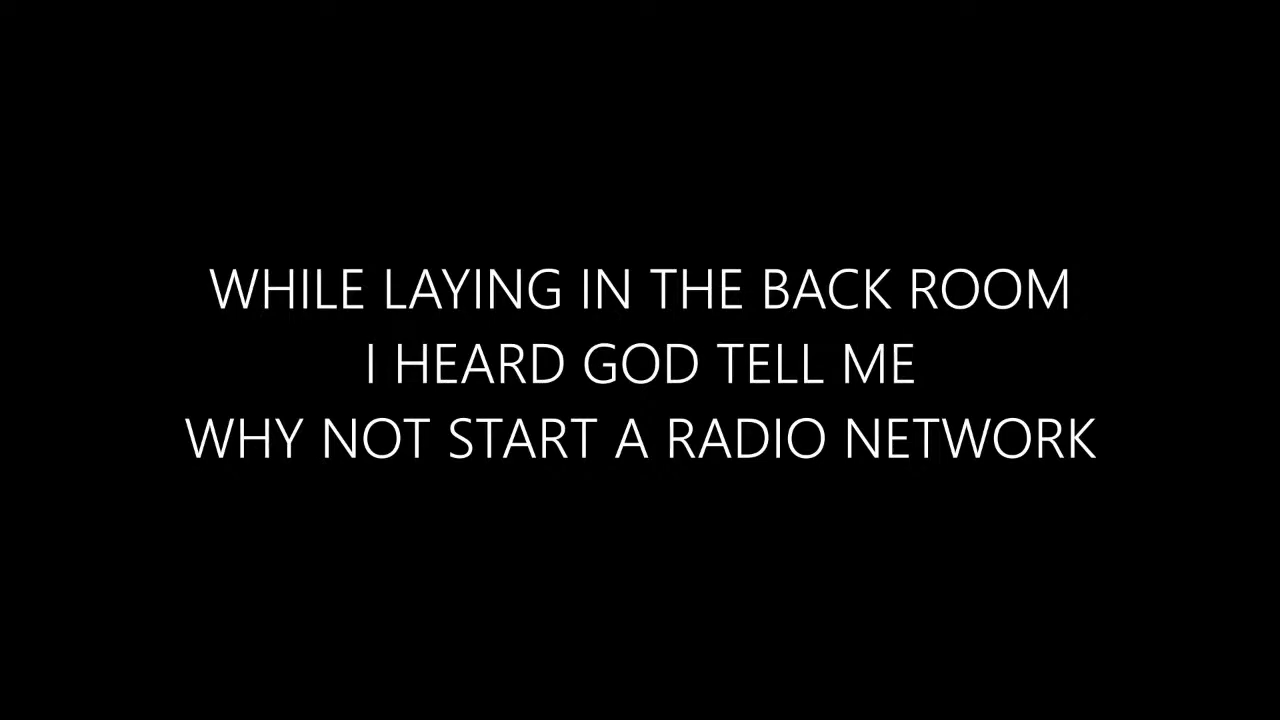 WHILE LAYING IN THE BACK ROOM
I HEARD GOD TELL ME
WHY NOT START A RADIO NETWORK